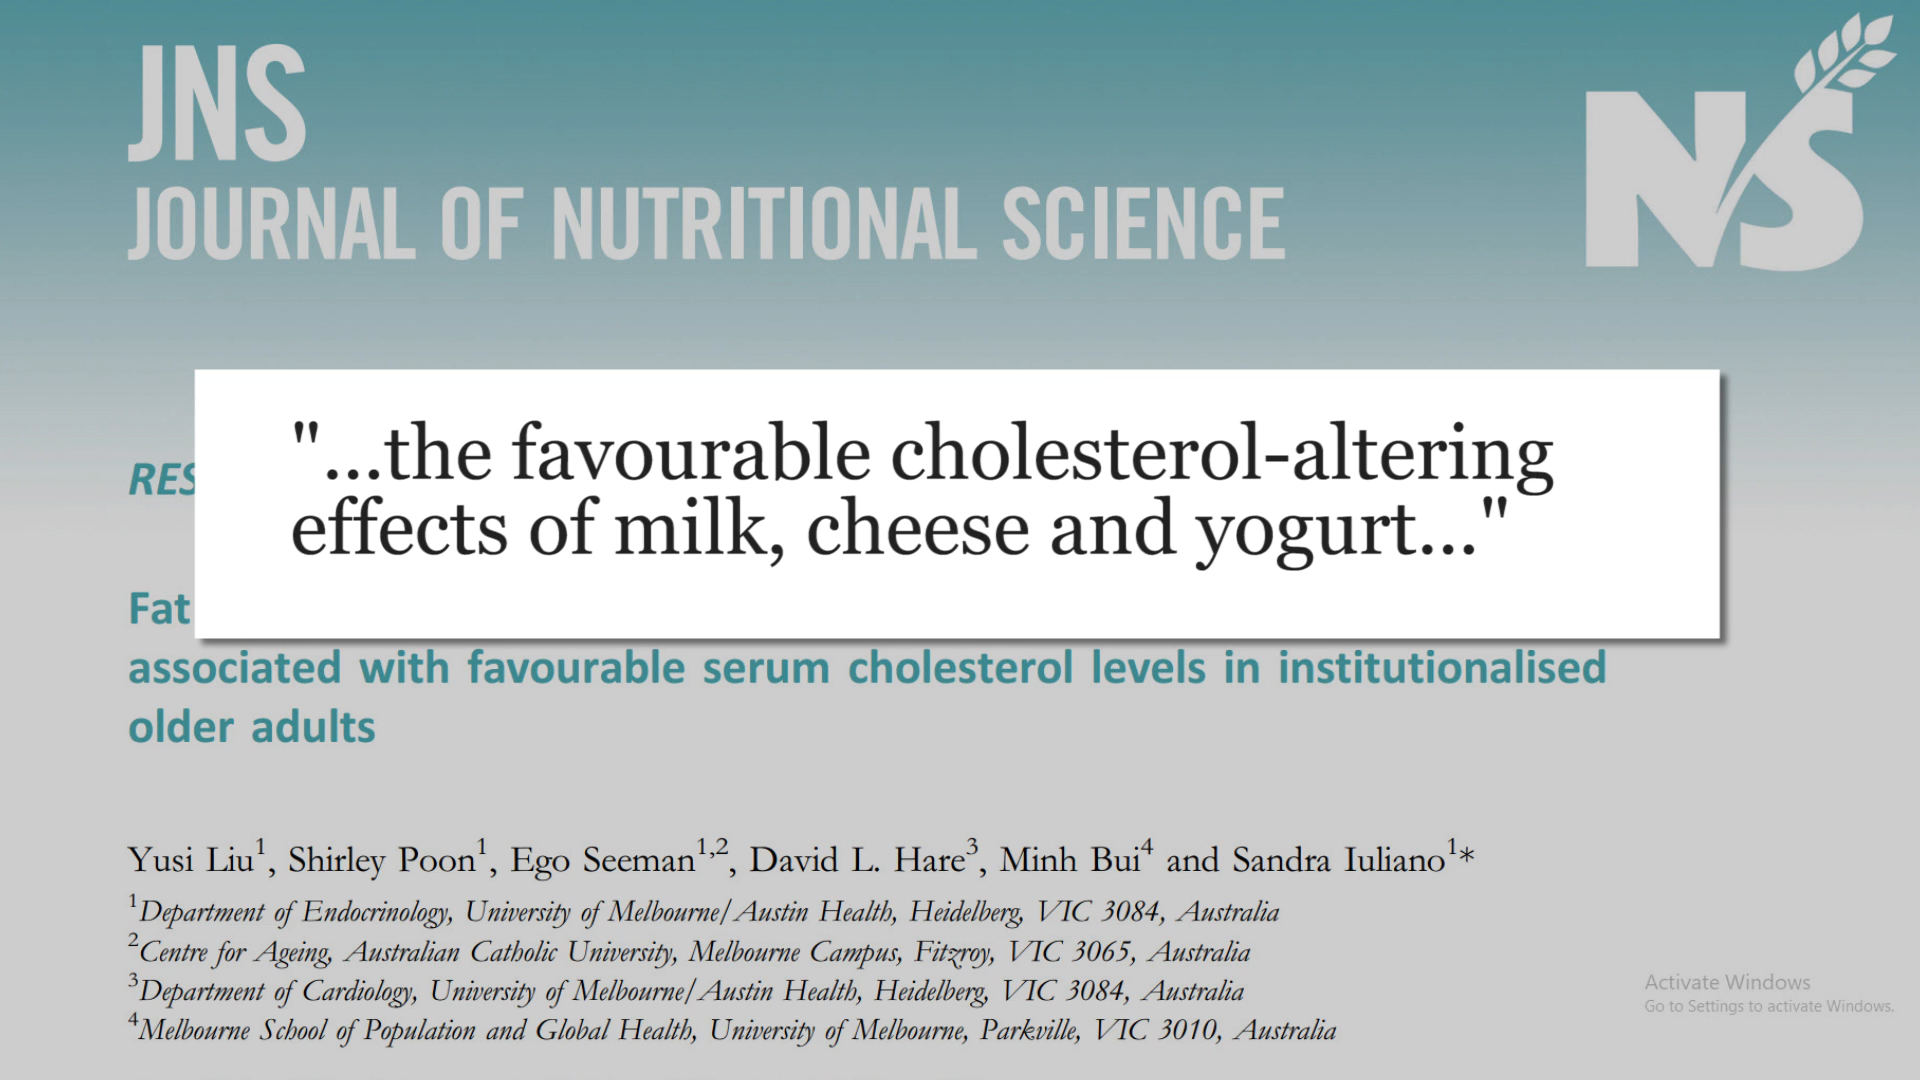 JNS
JOURNAL OF NUTRITIONAL SCIENCE
NS
"...the favourable cholesterol-altering
effects of milk, cheese and yogurt..."
RES
Fat
associated with favourable serum cholesterol levels in institutionalised
older adults
Yusi Liu¹, Shirley Poon¹, Ego Seeman¹,², David L. Hare³, Minh Bui⁴ and Sandra Iuliano¹*
¹Department of Endocrinology, University of Melbourne/Austin Health, Heidelberg, VIC 3084, Australia
²Centre for Ageing, Australian Catholic University, Melbourne Campus, Fitzroy, VIC 3065, Australia
³Department of Cardiology, University of Melbourne/Austin Health, Heidelberg, VIC 3084, Australia
⁴Melbourne School of Population and Global Health, University of Melbourne, Parkville, VIC 3010, Australia
Activate Windows
Go to Settings to activate Windows.